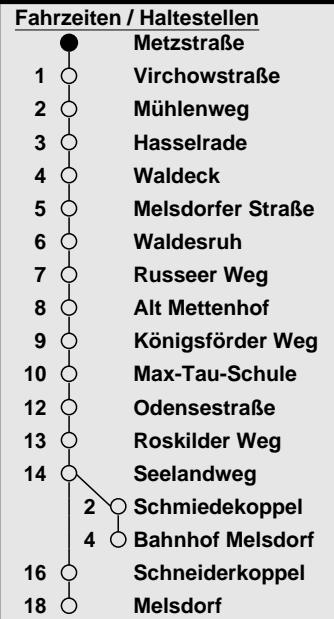 Fahrzeiten / Haltestellen
Metzstraße
1 Virchowstraße
2 Mühlenweg
3 Hasselrade
4 Waldeck
5 Melsdorfer Straße
6 Waldesruh
7 Russeer Weg
8 Alt Mettenhof
9 Königsförder Weg
10 Max-Tau-Schule
12 Odensestraße
13 Roskilder Weg
14 Seelandweg
2 Schmiedekoppel
4 Bahnhof Melsdorf
16 Schneiderkoppel
18 Melsdorf